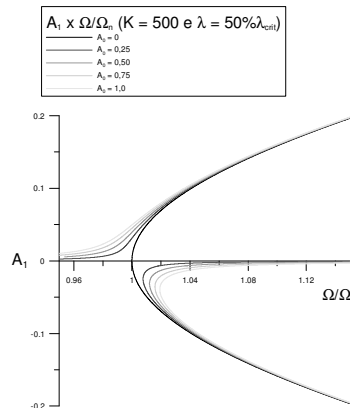 A₁ x Ω/Ωₙ (K = 500 e λ = 50%λcrit)
A₀ = 0
A₀ = 0,25
A₀ = 0,50
A₀ = 0,75
A₀ = 1,0
0.2
0.1
A₁
0
-0.1
-0.2
0.96
1
1.04
1.08
1.12
Ω/Ω